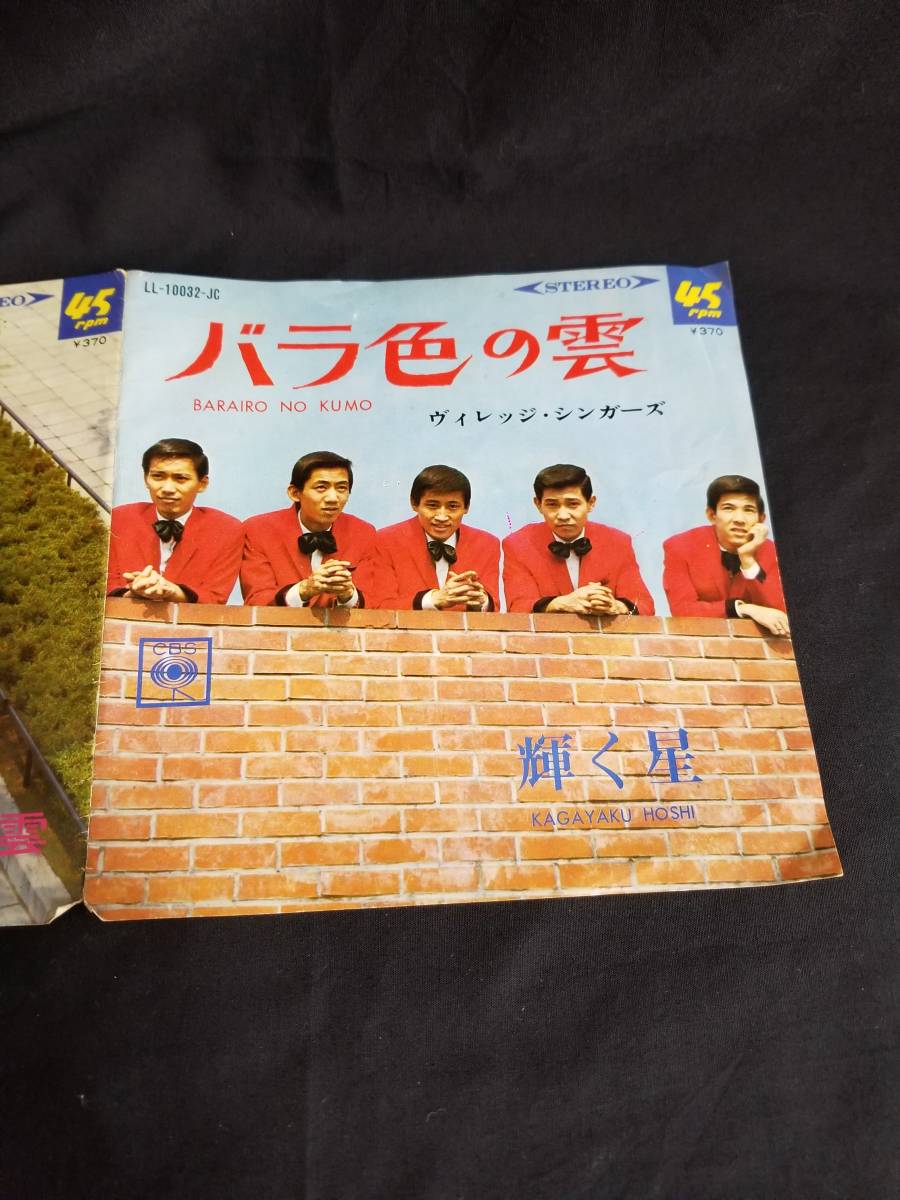 EO
45
rpm
¥370
雲
LL-10032-JC
STEREO
45
rpm
¥370
バラ色の雲
BARAIRO NO KUMO
ヴィレッジ・シンガーズ
CBS
輝く星
KAGAYAKU HOSHI